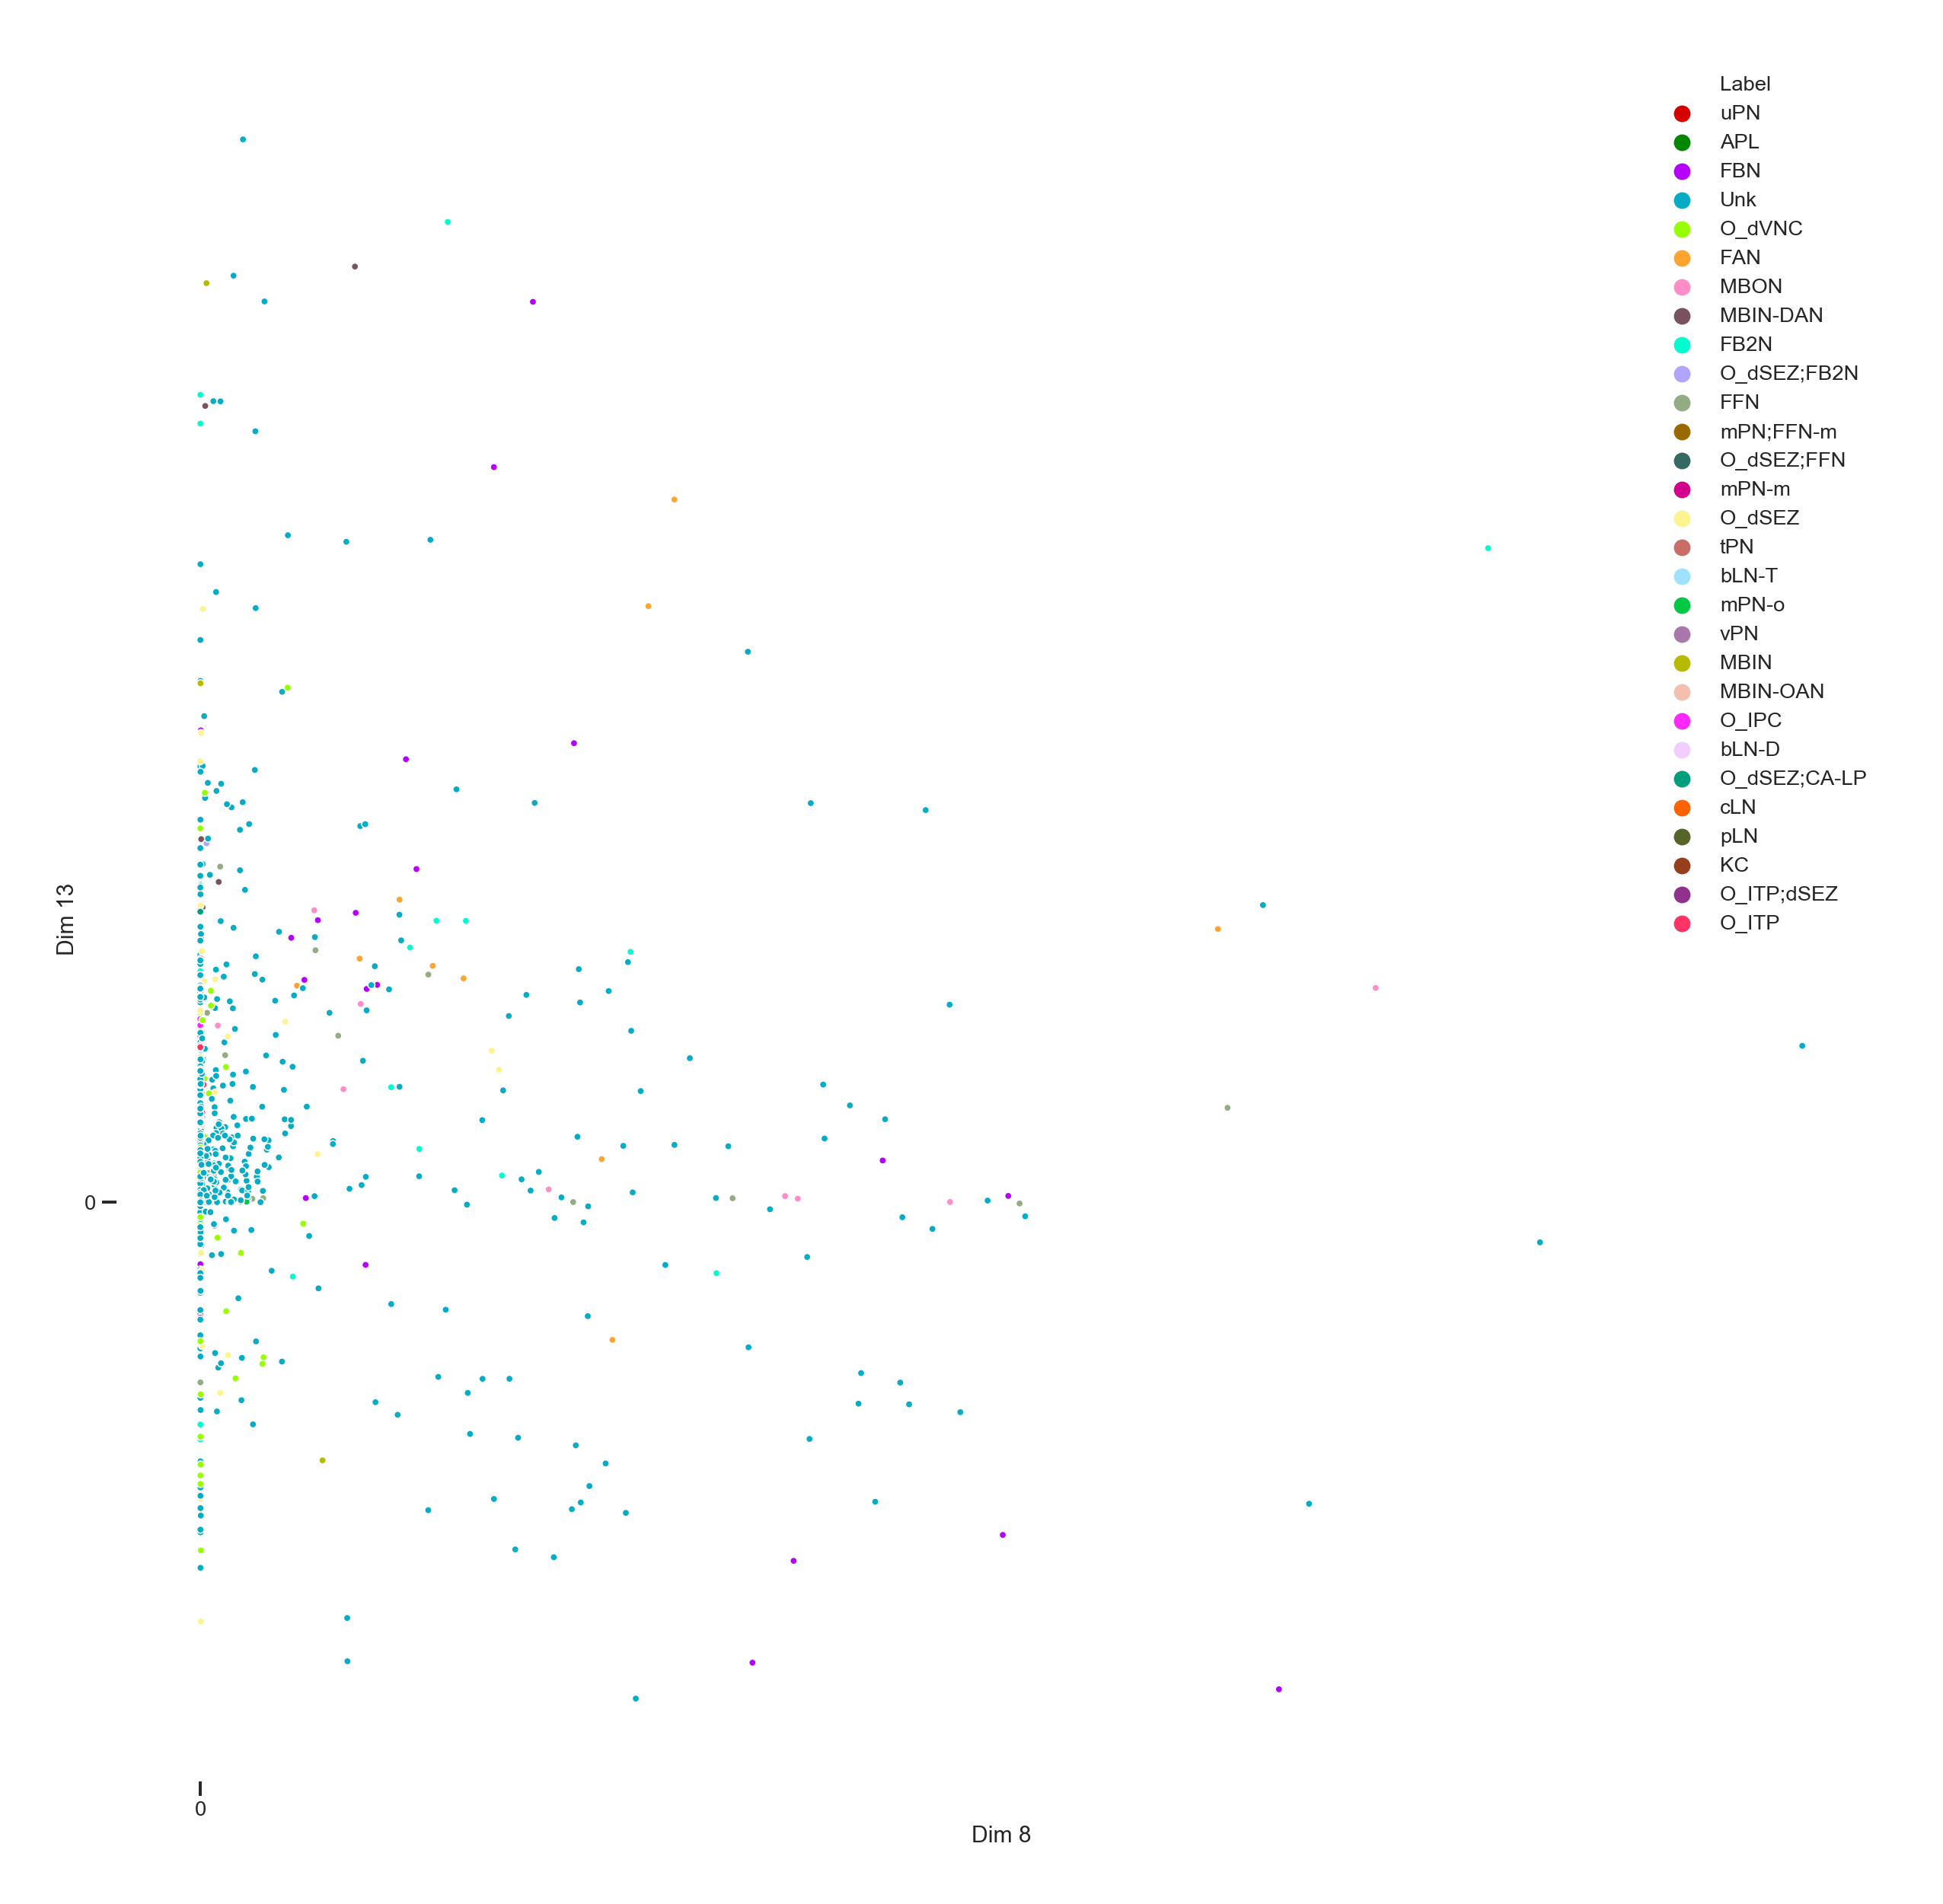 Label
uPN
APL
FBN
Unk
O_dVNC
FAN
MBON
MBIN-DAN
FB2N
O_dSEZ;FB2N
FFN
mPN;FFN-m
O_dSEZ;FFN
mPN-m
O_dSEZ
tPN
bLN-T
mPN-o
vPN
MBIN
MBIN-OAN
O_IPC
bLN-D
O_dSEZ;CA-LP
cLN
pLN
KC
O_ITP;dSEZ
O_ITP
Dim 13
0
0
Dim 8